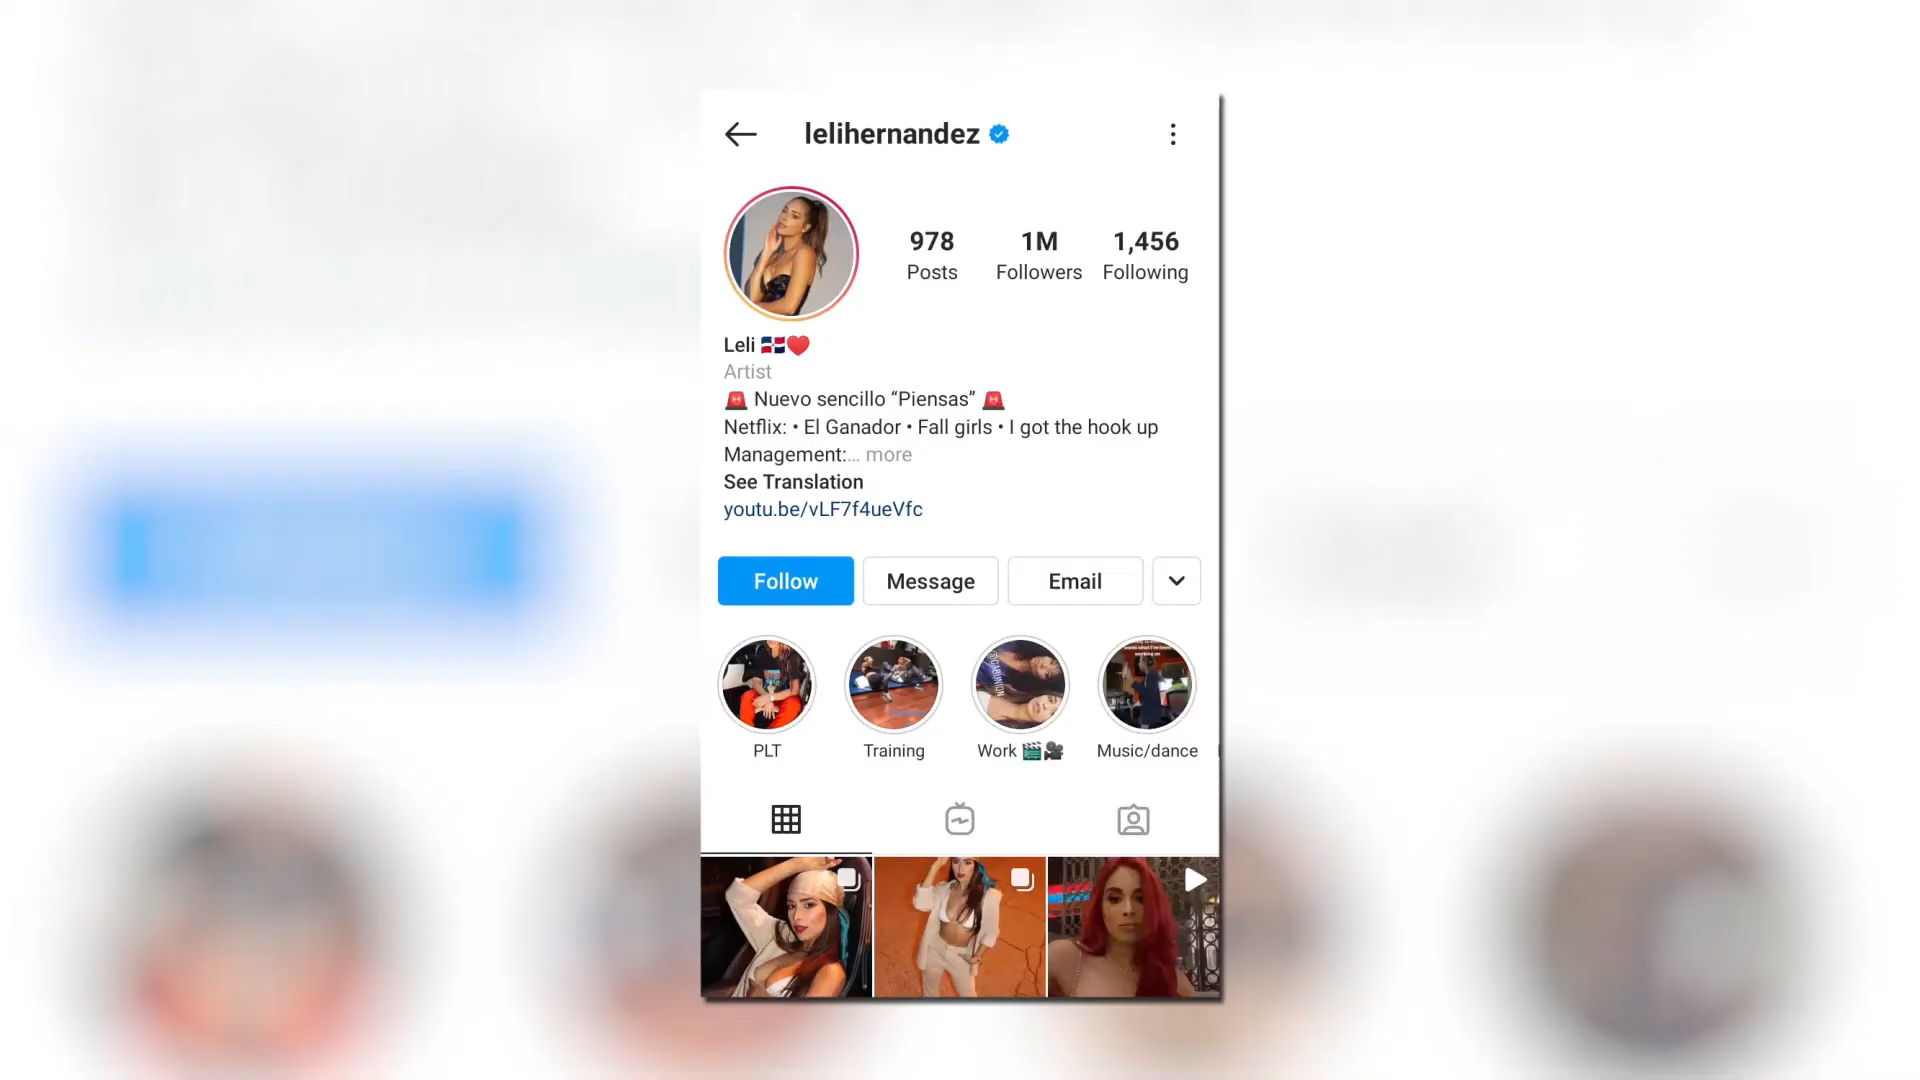 lelihernandez
978 1M 1,456
Posts Followers Following
Leli 🇩🇴❤️
Artist
🚨 Nuevo sencillo “Piensas” 🚨
Netflix: • El Ganador • Fall girls • I got the hook up
Management:... more
See Translation
youtu.be/vLF7f4ueVfc
Follow Message Email
PLT Training Work 🎬🎥 Music/dance